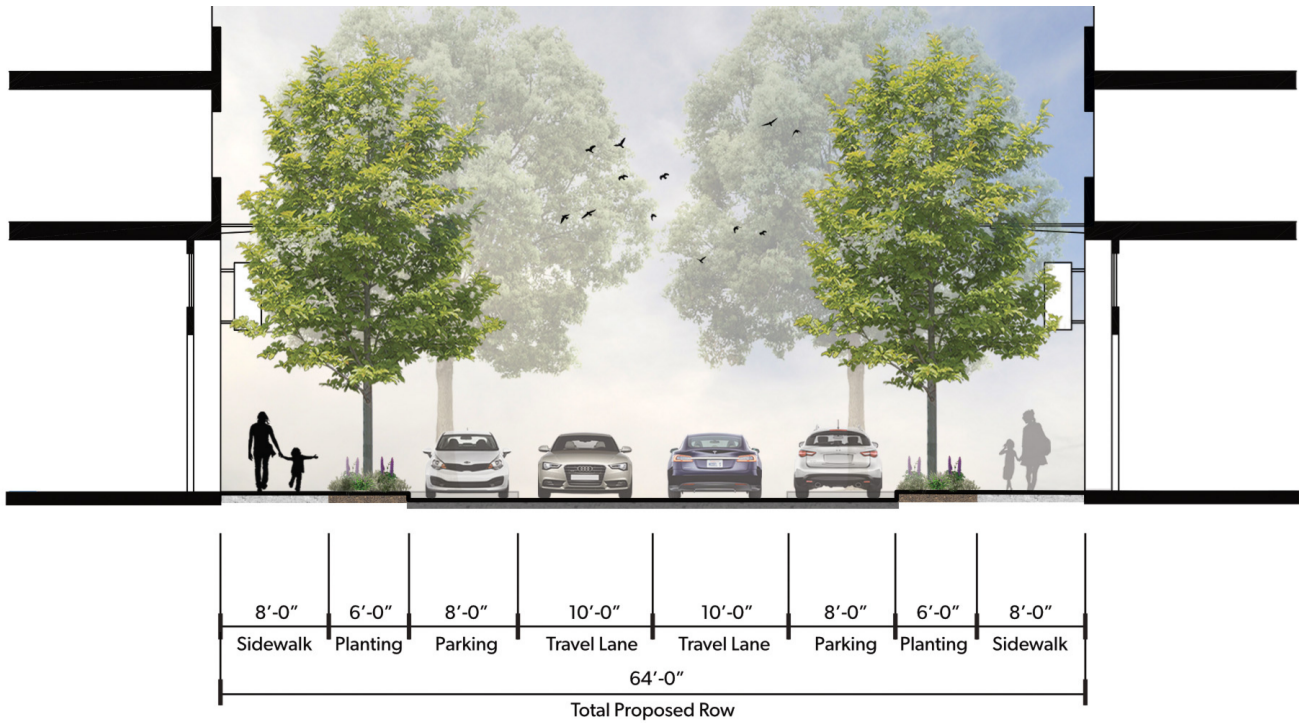 8’-0” 6’-0” 8’-0” 10’-0” 10’-0” 8’-0” 6’-0” 8’-0”
Sidewalk Planting Parking Travel Lane Travel Lane Parking Planting Sidewalk
64’-0”
Total Proposed Row